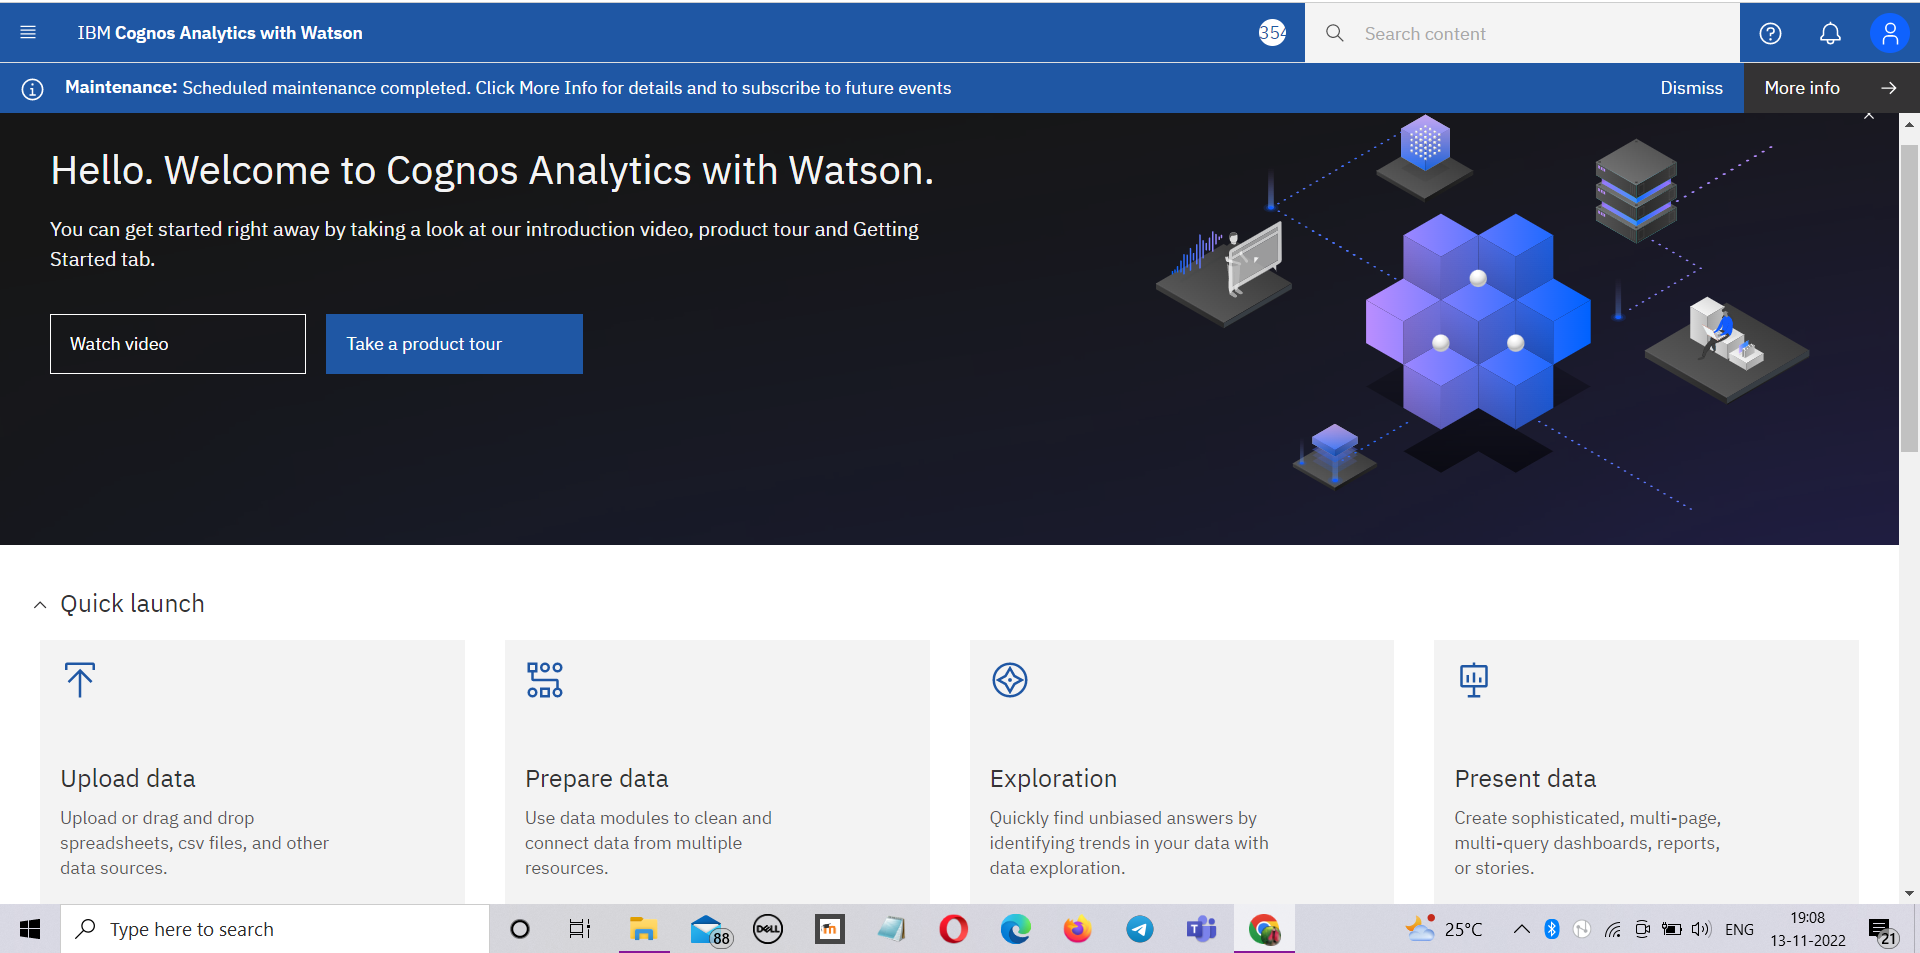 IBM Cognos Analytics with Watson
354
Search content
Maintenance: Scheduled maintenance completed. Click More Info for details and to subscribe to future events
Dismiss
More info
Hello. Welcome to Cognos Analytics with Watson.
You can get started right away by taking a look at our introduction video, product tour and Getting
Started tab.
Watch video
Take a product tour
Quick launch
Upload data
Upload or drag and drop
spreadsheets, csv files, and other
data sources.
Prepare data
Use data modules to clean and
connect data from multiple
resources.
Exploration
Quickly find unbiased answers by
identifying trends in your data with
data exploration.
Present data
Create sophisticated, multi-page,
multi-query dashboards, reports,
or stories.
Type here to search
88
DELL
m
25°C
ENG
19:08
13-11-2022
21